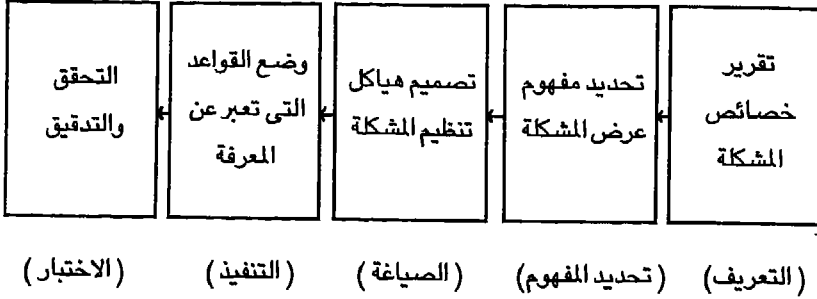 تقرير
خصائص
المشكلة
تحديد مفهوم
عرض المشكلة
تصميم هياكل
تنظيم المشكلة
وضع القواعد
التى تعبر عن
المعرفة
التحقق
والتدقيق
(التعريف)
(تحديد المفهوم)
(الصياغة)
(التنفيذ)
(الاختبار)